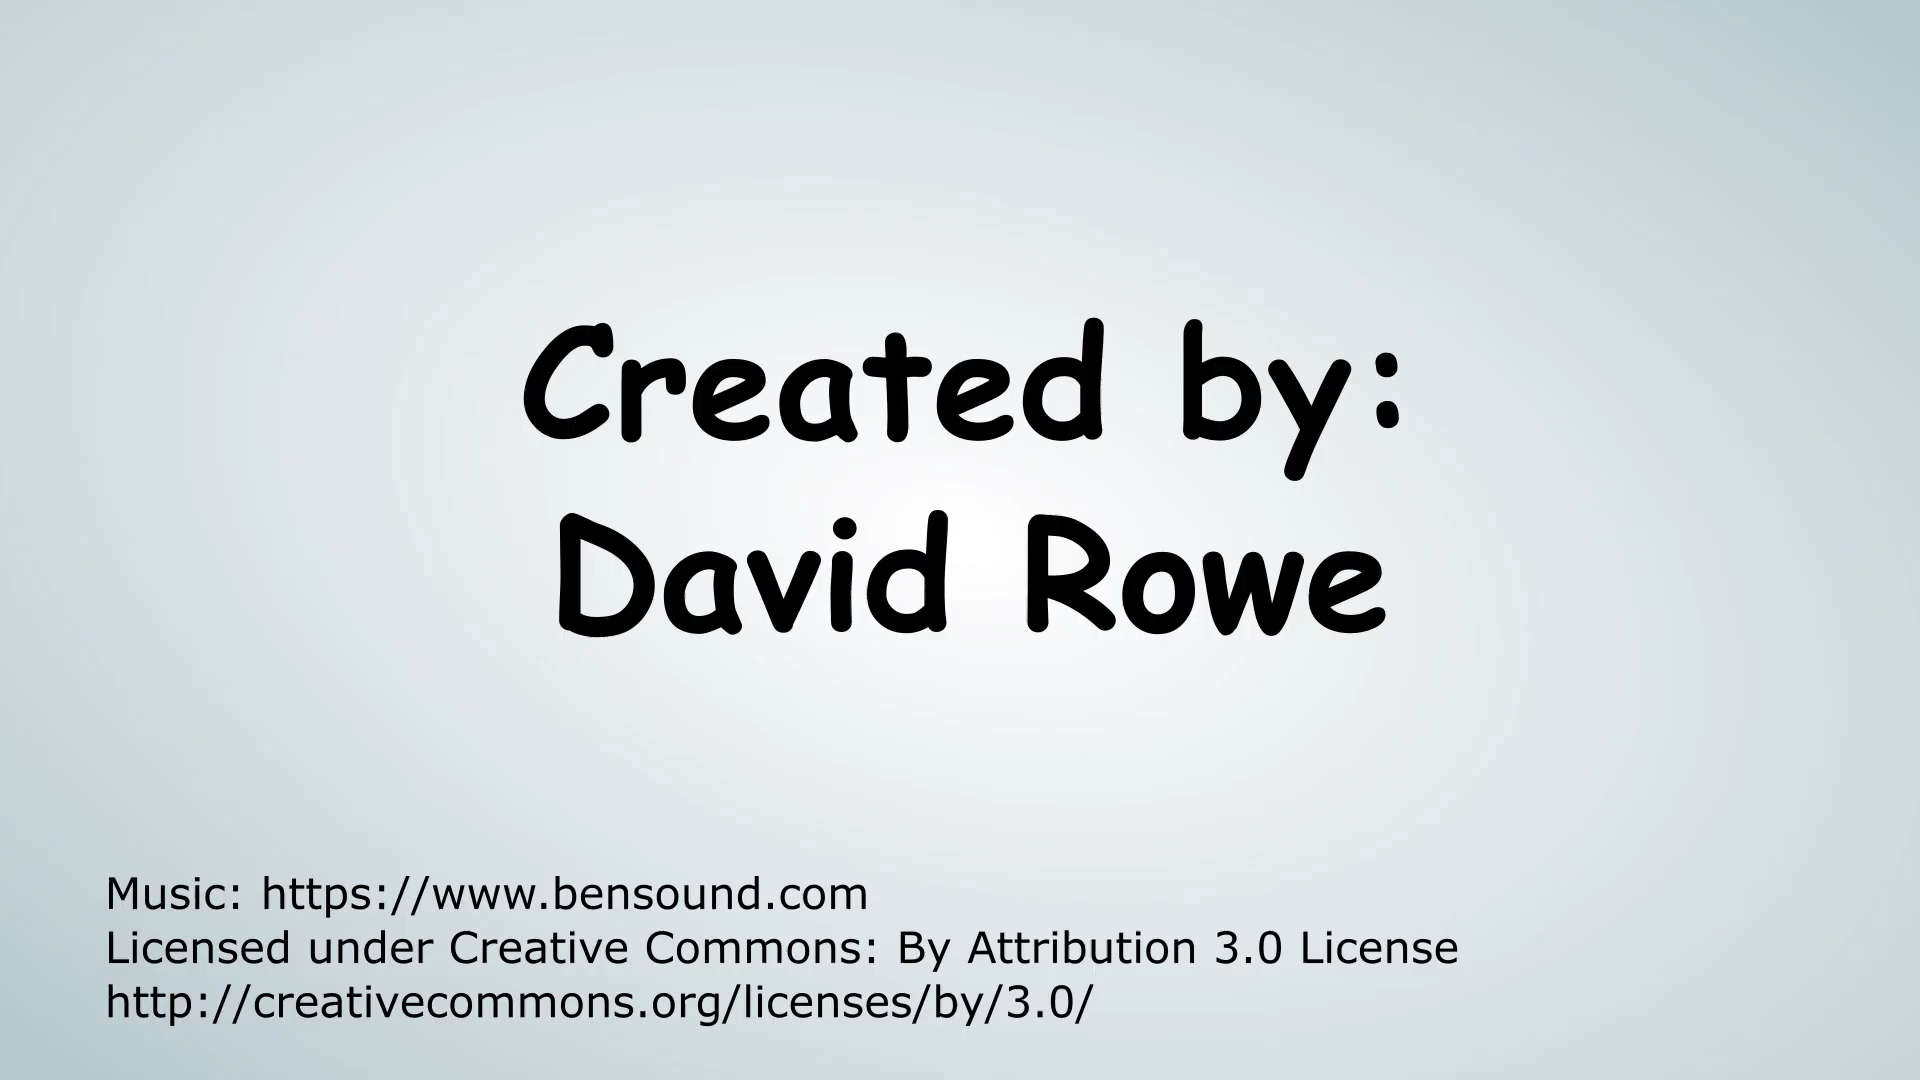 Created by:
David Rowe
Music: https://www.bensound.com
Licensed under Creative Commons: By Attribution 3.0 License
http://creativecommons.org/licenses/by/3.0/